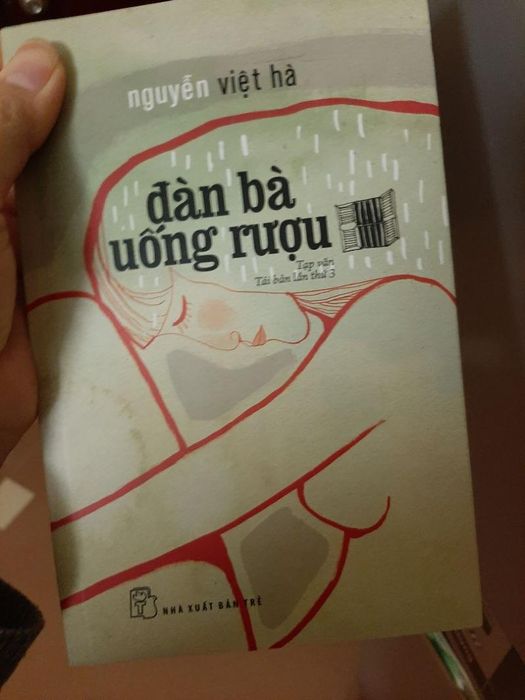 nguyễn việt hà
đàn bà
uống rượu
Tạp văn
Tái bản lần thứ 3
NHÀ XUẤT BẢN TRẺ